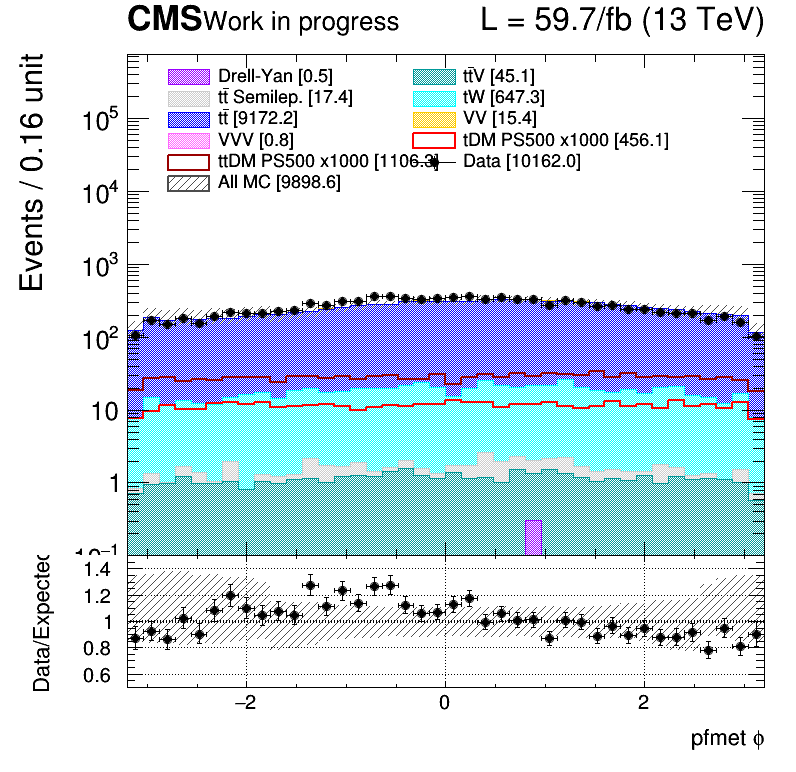 CMS Work in progress L = 59.7/fb (13 TeV)
Events / 0.16 unit
Drell-Yan [0.5] tt̄V [45.1]
tt̄ Semilep. [17.4] tW [647.3]
tt̄ [9172.2] VV [15.4]
VVV [0.8] tDM PS500 x1000 [456.1]
ttDM PS500 x1000 [1106.3] Data [10162.0]
All MC [9898.6]
10⁵
10⁴
10³
10²
10
1
10⁻¹
Data/Expected
1.4
1.2
1
0.8
0.6
−2 0 2
pfmet ϕ